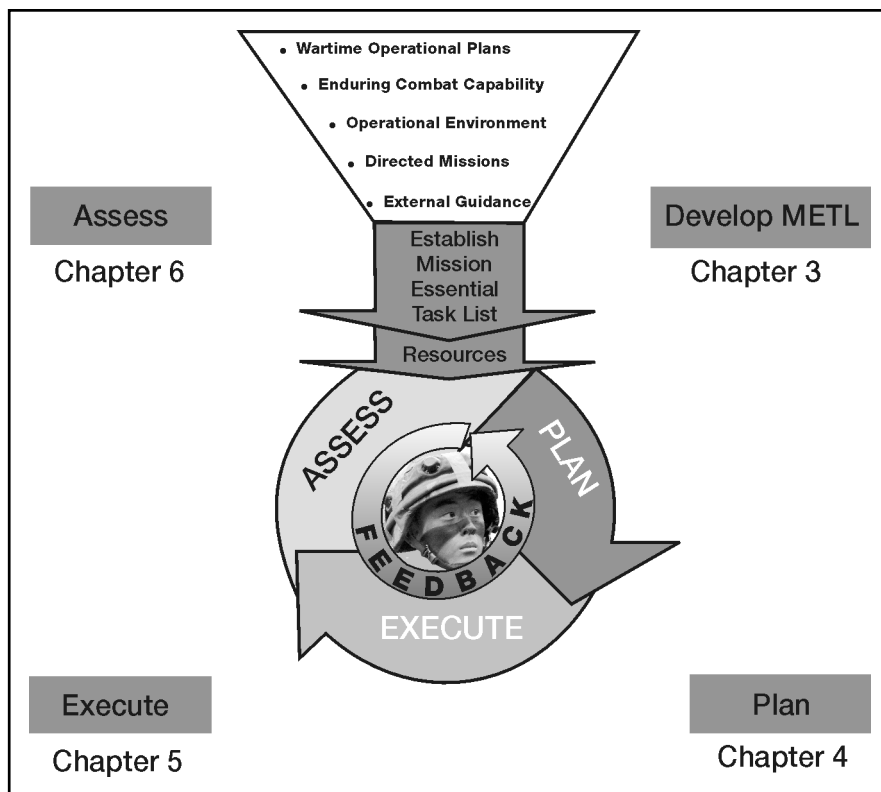 • Wartime Operational Plans
• Enduring Combat Capability
• Operational Environment
• Directed Missions
• External Guidance
Assess
Chapter 6
Develop METL
Chapter 3
Establish
Mission
Essential
Task List
Resources
ASSESS
PLAN
FEEDBACK
EXECUTE
Execute
Chapter 5
Plan
Chapter 4